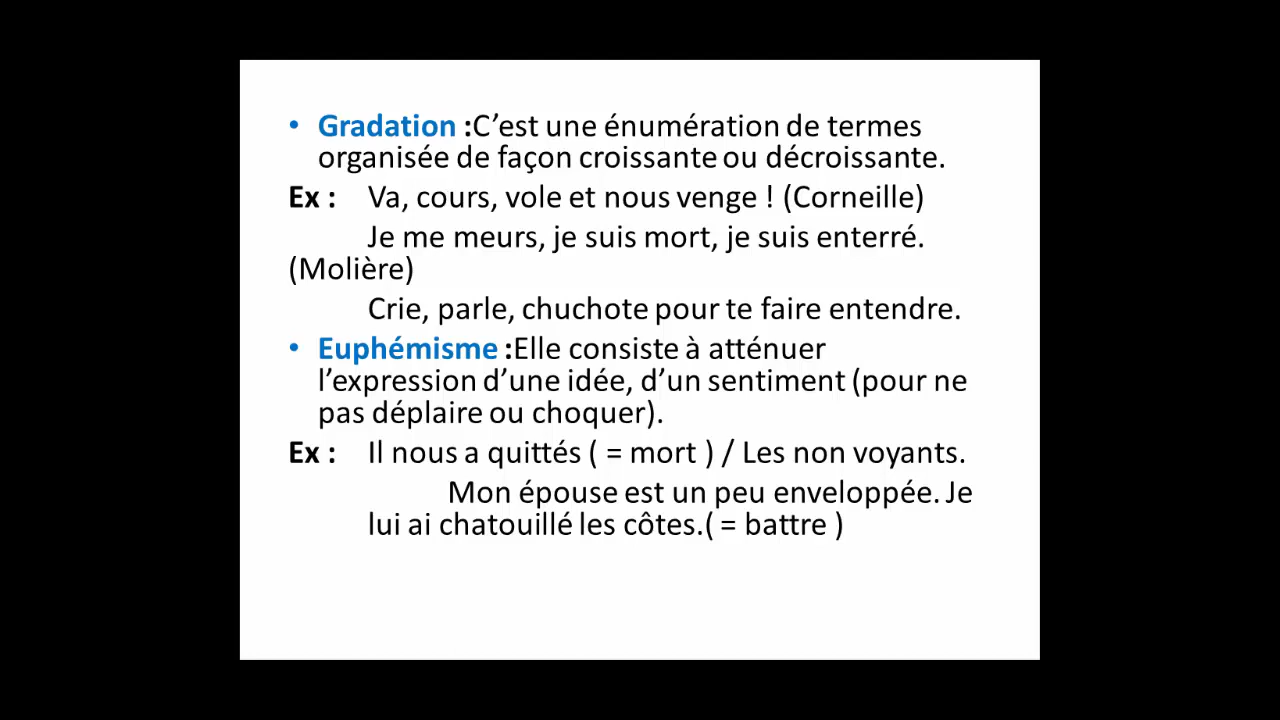 • Gradation :C’est une énumération de termes
organisée de façon croissante ou décroissante.
Ex : Va, cours, vole et nous venge ! (Corneille)
Je me meurs, je suis mort, je suis enterré.
(Molière)
Crie, parle, chuchote pour te faire entendre.
• Euphémisme :Elle consiste à atténuer
l’expression d’une idée, d’un sentiment (pour ne
pas déplaire ou choquer).
Ex : Il nous a quittés ( = mort ) / Les non voyants.
Mon épouse est un peu enveloppée. Je
lui ai chatouillé les côtes.( = battre )